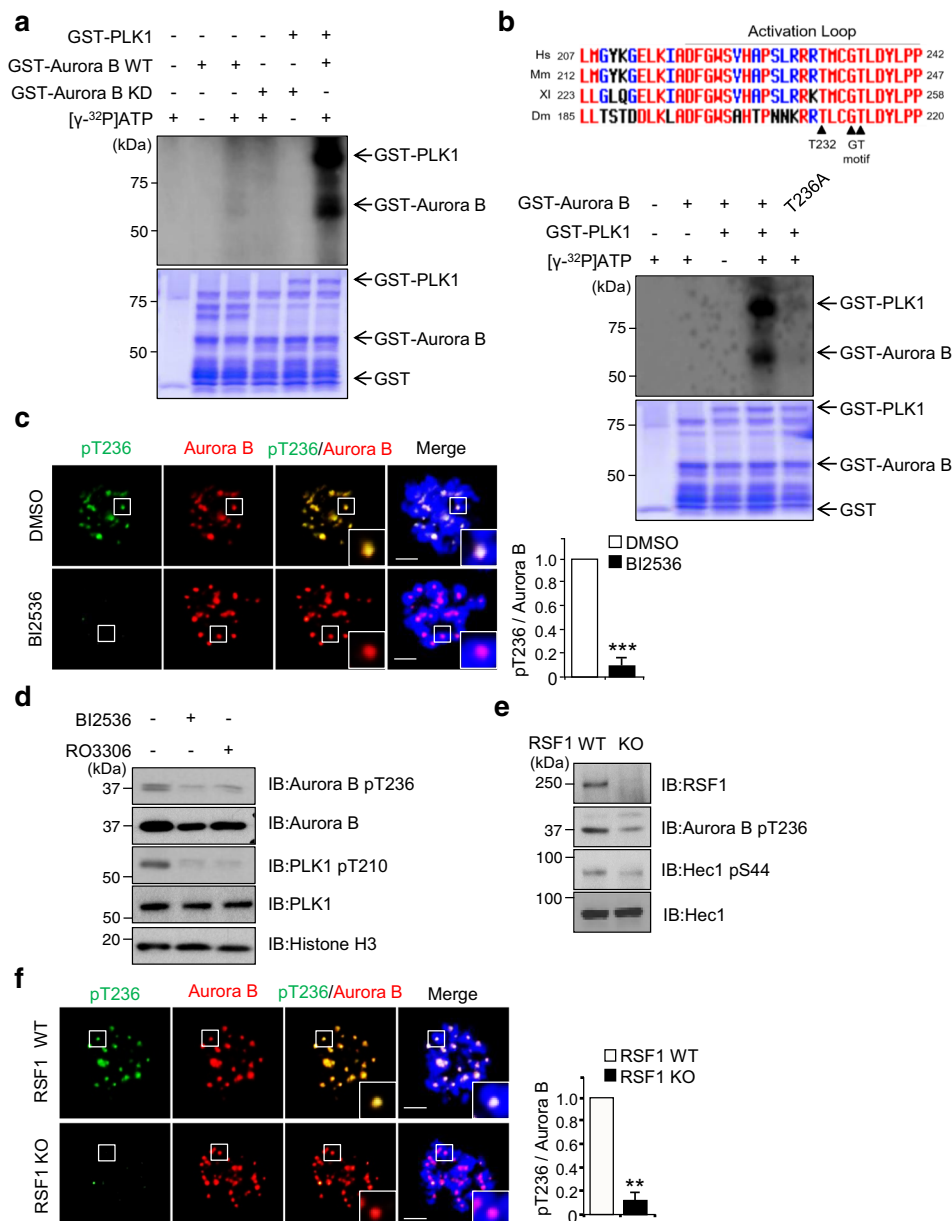 a
GST-PLK1 - - - - + +
GST-Aurora B WT - + + - - +
GST-Aurora B KD - - - + + -
[γ-³²P]ATP + - + + - +
(kDa)
75
50
GST-PLK1
GST-Aurora B
75
50
GST-PLK1
GST-Aurora B
GST
b
Activation Loop
Hs 207 LMGYKGELKIADFGWSVHAPSLRRRTMCGTLDYLPP 242
Mm 212 LMGYKGELKIADFGWSVHAPSLRRRTMCGTLDYLPP 247
Xl 223 LLGLQGELKIADFGWSVHAPSLRRKTMCGTLDYLPP 258
Dm 185 LLTSTDDLKLADFGWSAHTPNNKRRTLCGTLDYLPP 220
T232 GT
motif
GST-Aurora B - + + + T236A
GST-PLK1 - - + + +
[γ-³²P]ATP + + - + +
(kDa)
75
50
GST-PLK1
GST-Aurora B
75
50
GST-PLK1
GST-Aurora B
GST
c
pT236 Aurora B pT236/Aurora B Merge
DMSO
BI2536
DMSO
BI2536
pT236 / Aurora B
1.0
0.8
0.6
0.4
0.2
0
***
d
BI2536 - + -
RO3306 - - +
(kDa)
37 IB:Aurora B pT236
37 IB:Aurora B
50 IB:PLK1 pT210
50 IB:PLK1
20 IB:Histone H3
e
RSF1 WT KO
(kDa)
250 IB:RSF1
37 IB:Aurora B pT236
100 IB:Hec1 pS44
100 IB:Hec1
f
pT236 Aurora B pT236/Aurora B Merge
RSF1 WT
RSF1 KO
RSF1 WT
RSF1 KO
pT236 / Aurora B
1.0
0.8
0.6
0.4
0.2
0
**